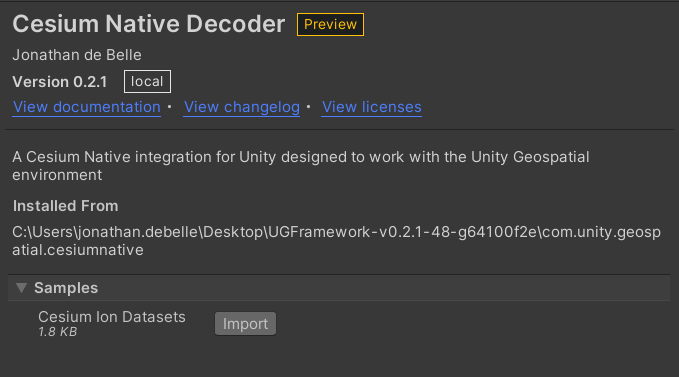 Cesium Native Decoder Preview
Jonathan de Belle
Version 0.2.1 local
View documentation • View changelog • View licenses
A Cesium Native integration for Unity designed to work with the Unity Geospatial
environment
Installed From
C:\Users\jonathan.debelle\Desktop\UGFramework-v0.2.1-48-g64100f2e\com.unity.geosp
atial.cesiumnative
Samples
Cesium Ion Datasets Import
1.8 KB